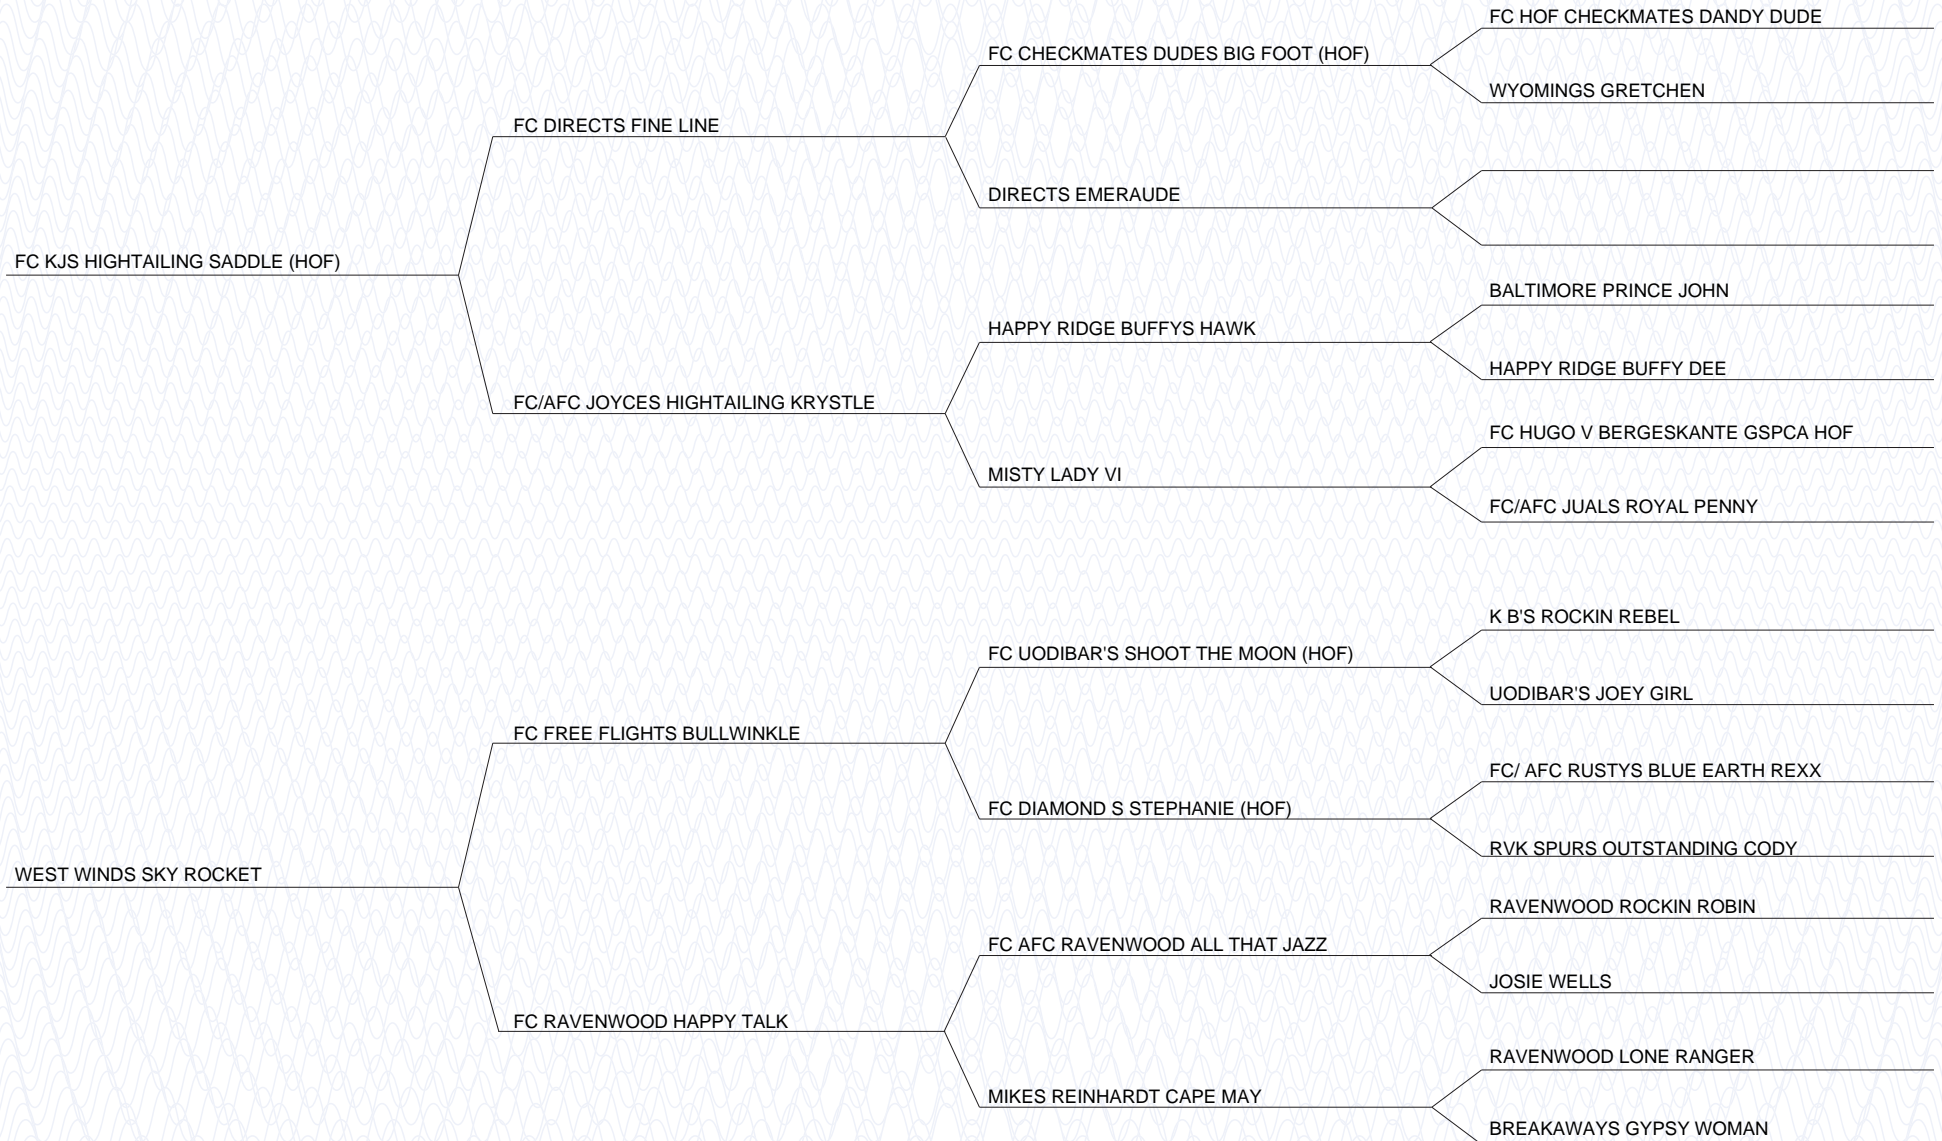 FC HOF CHECKMATES DANDY DUDE
FC CHECKMATES DUDES BIG FOOT (HOF)
WYOMINGS GRETCHEN
FC DIRECTS FINE LINE
DIRECTS EMERAUDE
FC KJS HIGHTAILING SADDLE (HOF)
BALTIMORE PRINCE JOHN
HAPPY RIDGE BUFFYS HAWK
HAPPY RIDGE BUFFY DEE
FC/AFC JOYCES HIGHTAILING KRYSTLE
FC HUGO V BERGESKANTE GSPCA HOF
MISTY LADY VI
FC/AFC JUALS ROYAL PENNY
K B'S ROCKIN REBEL
FC UODIBAR'S SHOOT THE MOON (HOF)
UODIBAR'S JOEY GIRL
FC FREE FLIGHTS BULLWINKLE
FC/ AFC RUSTYS BLUE EARTH REXX
FC DIAMOND S STEPHANIE (HOF)
RVK SPURS OUTSTANDING CODY
WEST WINDS SKY ROCKET
RAVENWOOD ROCKIN ROBIN
FC AFC RAVENWOOD ALL THAT JAZZ
JOSIE WELLS
FC RAVENWOOD HAPPY TALK
RAVENWOOD LONE RANGER
MIKES REINHARDT CAPE MAY
BREAKAWAYS GYPSY WOMAN